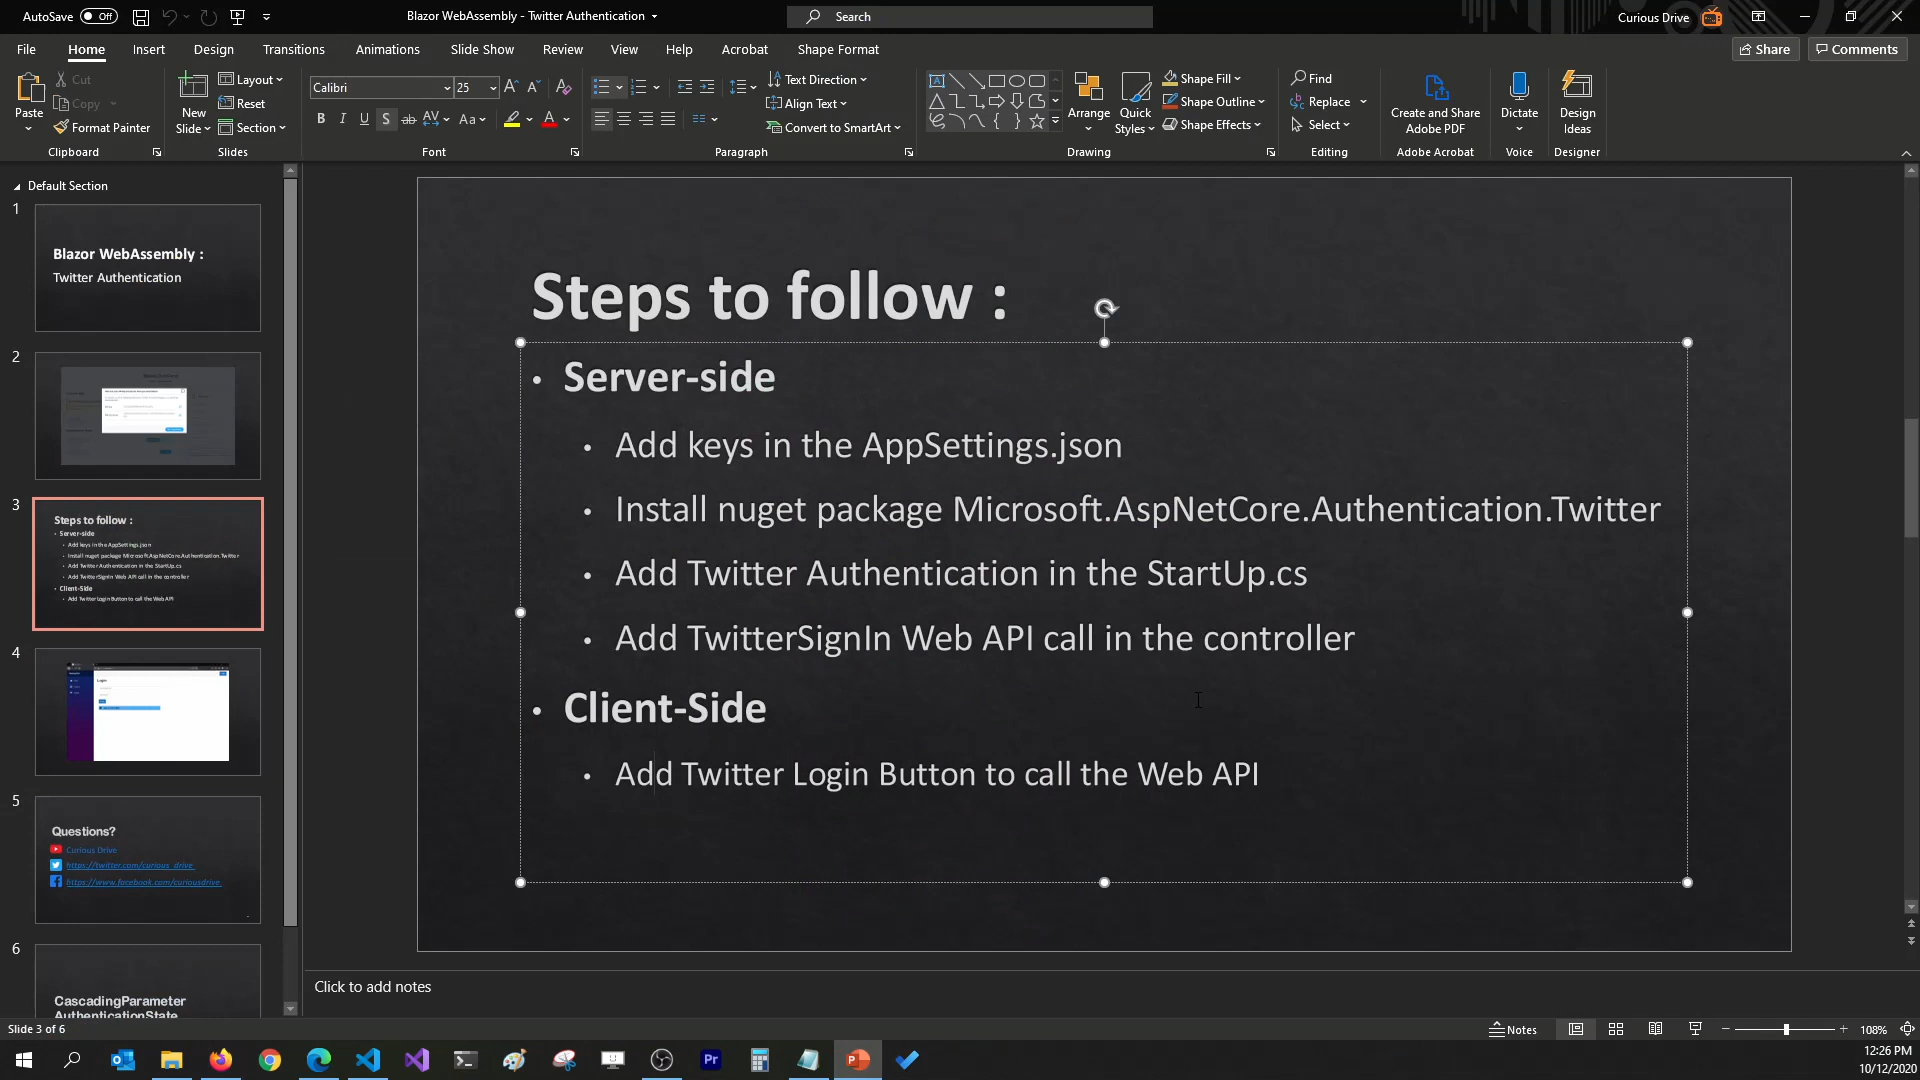 AutoSave Off
Blazor WebAssembly - Twitter Authentication
Search
Curious Drive
File Home Insert Design Transitions Animations Slide Show Review View Help Acrobat Shape Format
Share Comments
Paste
Cut
Copy
Format Painter
Clipboard
New Slide
Layout
Reset
Section
Slides
Calibri 25
Font
Text Direction
Align Text
Convert to SmartArt
Paragraph
Arrange
Quick Styles
Shape Fill
Shape Outline
Shape Effects
Drawing
Find
Replace
Select
Editing
Create and Share
Adobe PDF
Adobe Acrobat
Dictate
Voice
Design
Ideas
Designer
Default Section
1
Blazor WebAssembly :
Twitter Authentication
2
3
Steps to follow :
Server-side
Add keys in the AppSettings.json
Install nuget package Microsoft.AspNetCore.Authentication.Twitter
Add Twitter Authentication in the StartUp.cs
Add TwitterSignIn Web API call in the controller
Client-Side
Add Twitter Login Button to call the Web API
4
Login
5
Questions?
Curious Drive
https://twitter.com/curious_drive
https://www.facebook.com/curiousdrive
6
CascadingParameter
AuthenticationState
Steps to follow :
• Server-side
• Add keys in the AppSettings.json
• Install nuget package Microsoft.AspNetCore.Authentication.Twitter
• Add Twitter Authentication in the StartUp.cs
• Add TwitterSignIn Web API call in the controller
• Client-Side
• Add Twitter Login Button to call the Web API
Click to add notes
Slide 3 of 6
Notes
108%
12:26 PM
10/12/2020